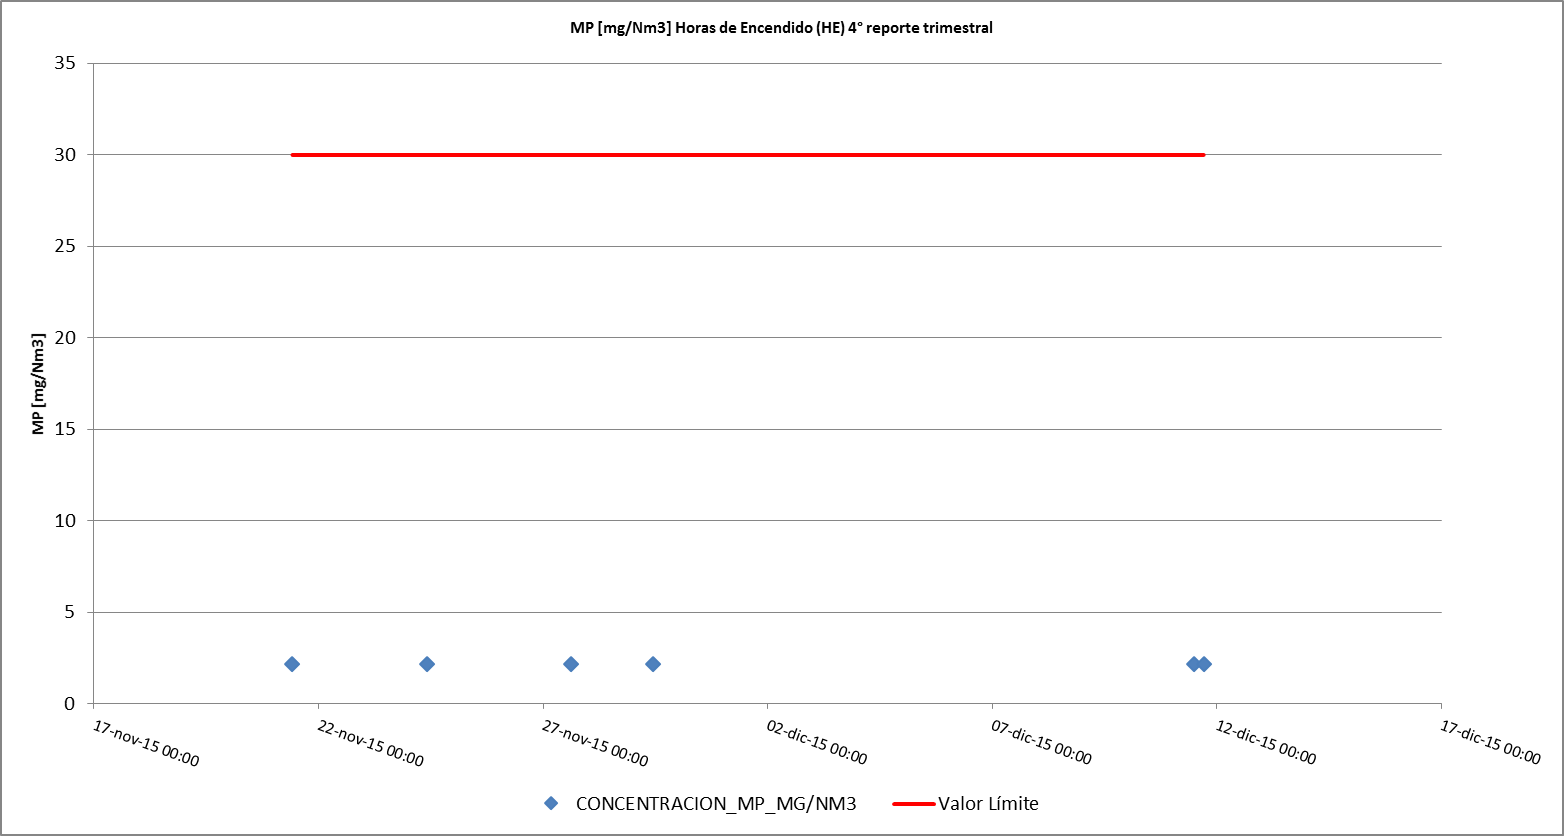 MP [mg/Nm3] Horas de Encendido (HE) 4° reporte trimestral
35
30
25
20
15
10
5
0
MP [mg/Nm3]
17-nov-15 00:00
22-nov-15 00:00
27-nov-15 00:00
02-dic-15 00:00
07-dic-15 00:00
12-dic-15 00:00
17-dic-15 00:00
CONCENTRACION_MP_MG/NM3
Valor Límite